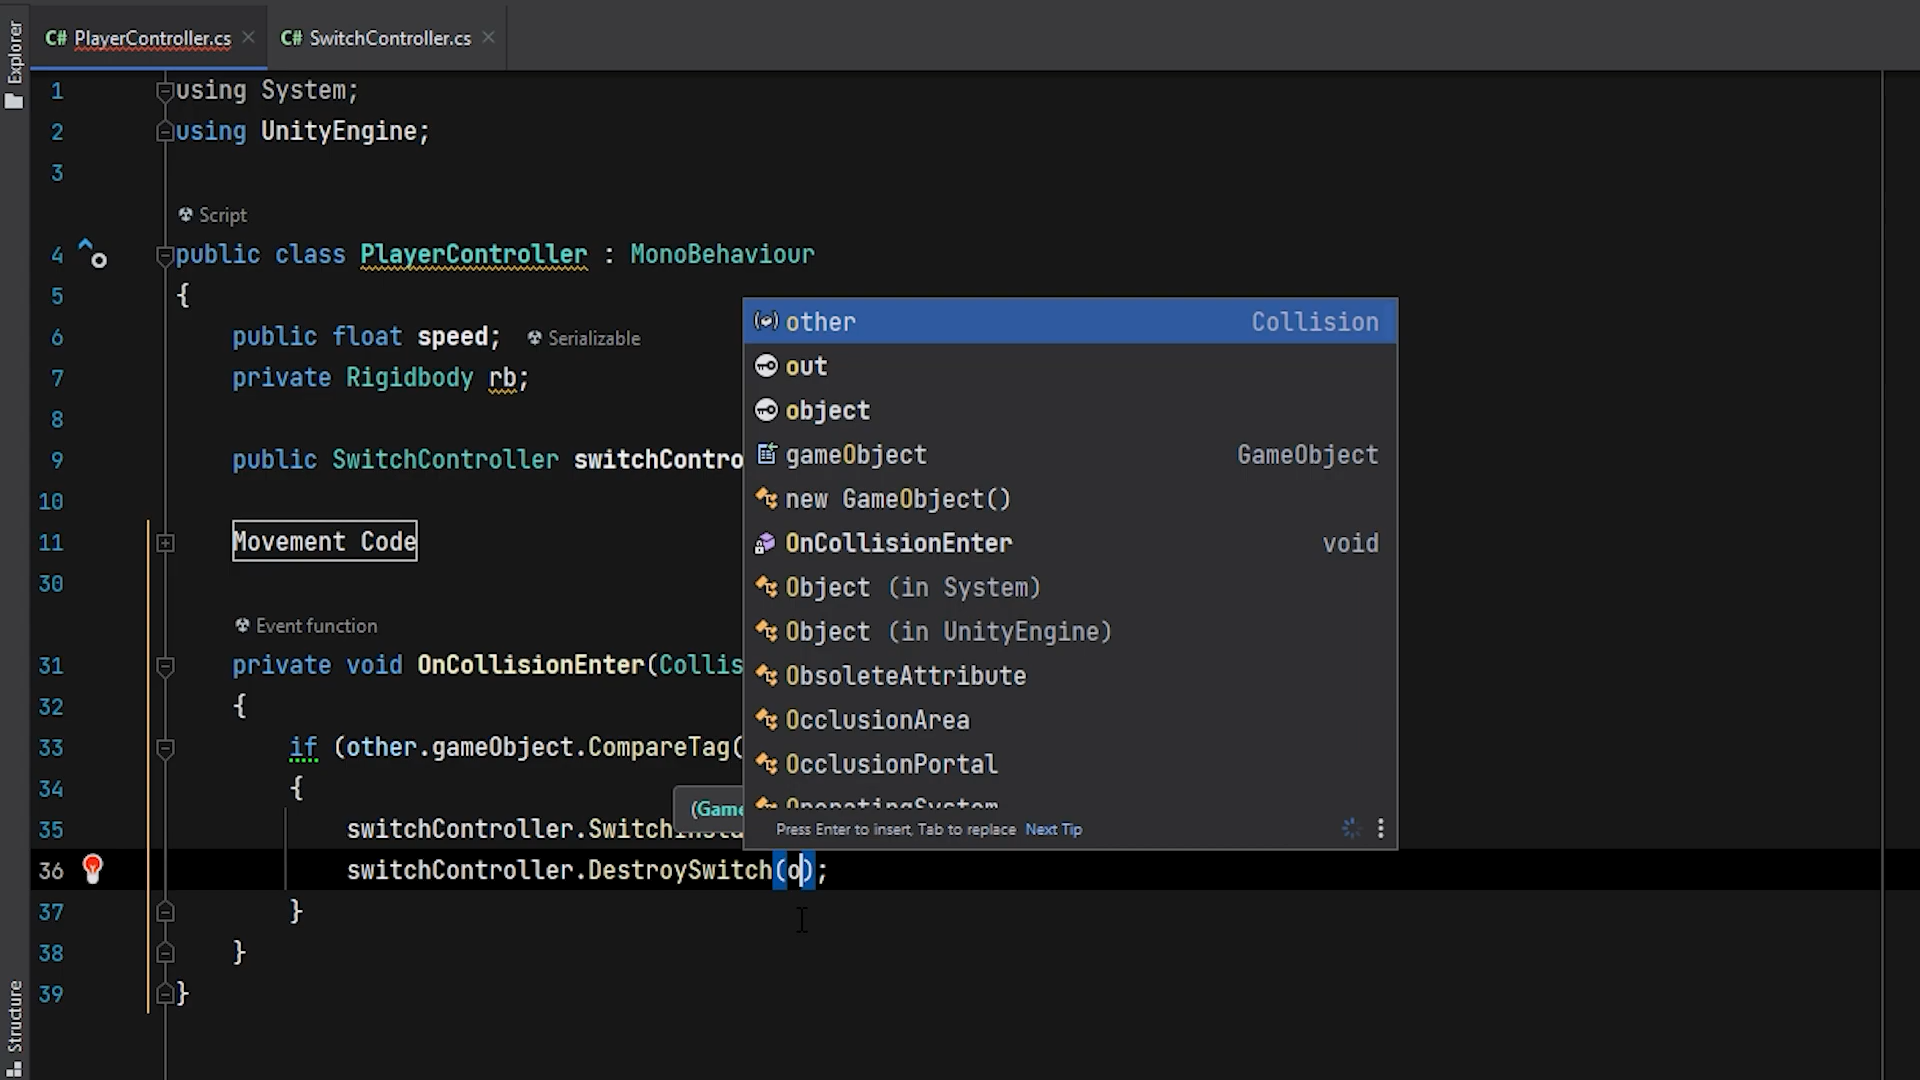 Explorer
C# PlayerController.cs
C# SwitchController.cs
1 using System;
2 using UnityEngine;
3
Script
4 public class PlayerController : MonoBehaviour
5 {
6 public float speed; Serializable
7 private Rigidbody rb;
8
9 public SwitchController switchContro
10
11 Movement Code
30
Event function
31 private void OnCollisionEnter(Collis
32 {
33 if (other.gameObject.CompareTag(
34 {
(Game
35 switchController.
36 switchController.DestroySwitch(o);
37 }
38 }
39 }
other Collision
out
object
gameObject GameObject
new GameObject()
OnCollisionEnter void
Object (in System)
Object (in UnityEngine)
ObsoleteAttribute
OcclusionArea
OcclusionPortal
OperatingSystem
Press Enter to insert, Tab to replace Next Tip
Structure